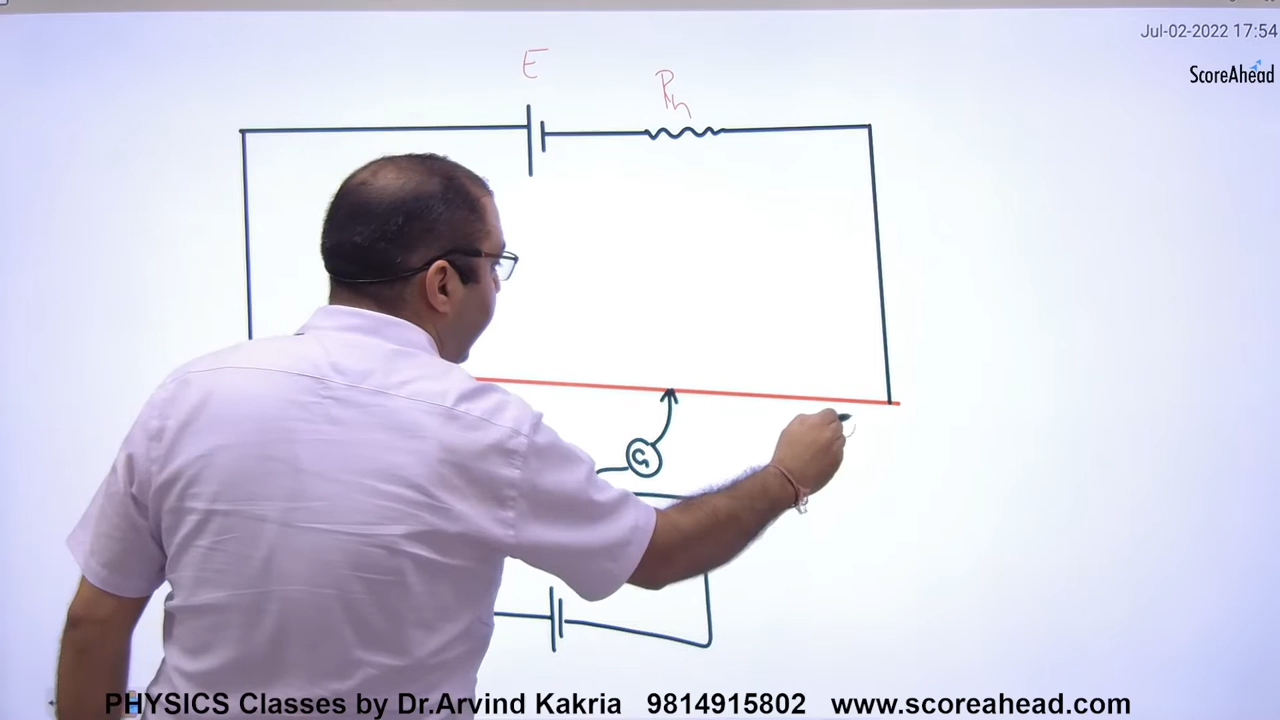 Jul-02-2022 17:54
ScoreAhead
E
Rh
G
PHYSICS Classes by Dr.Arvind Kakria 9814915802 www.scoreahead.com